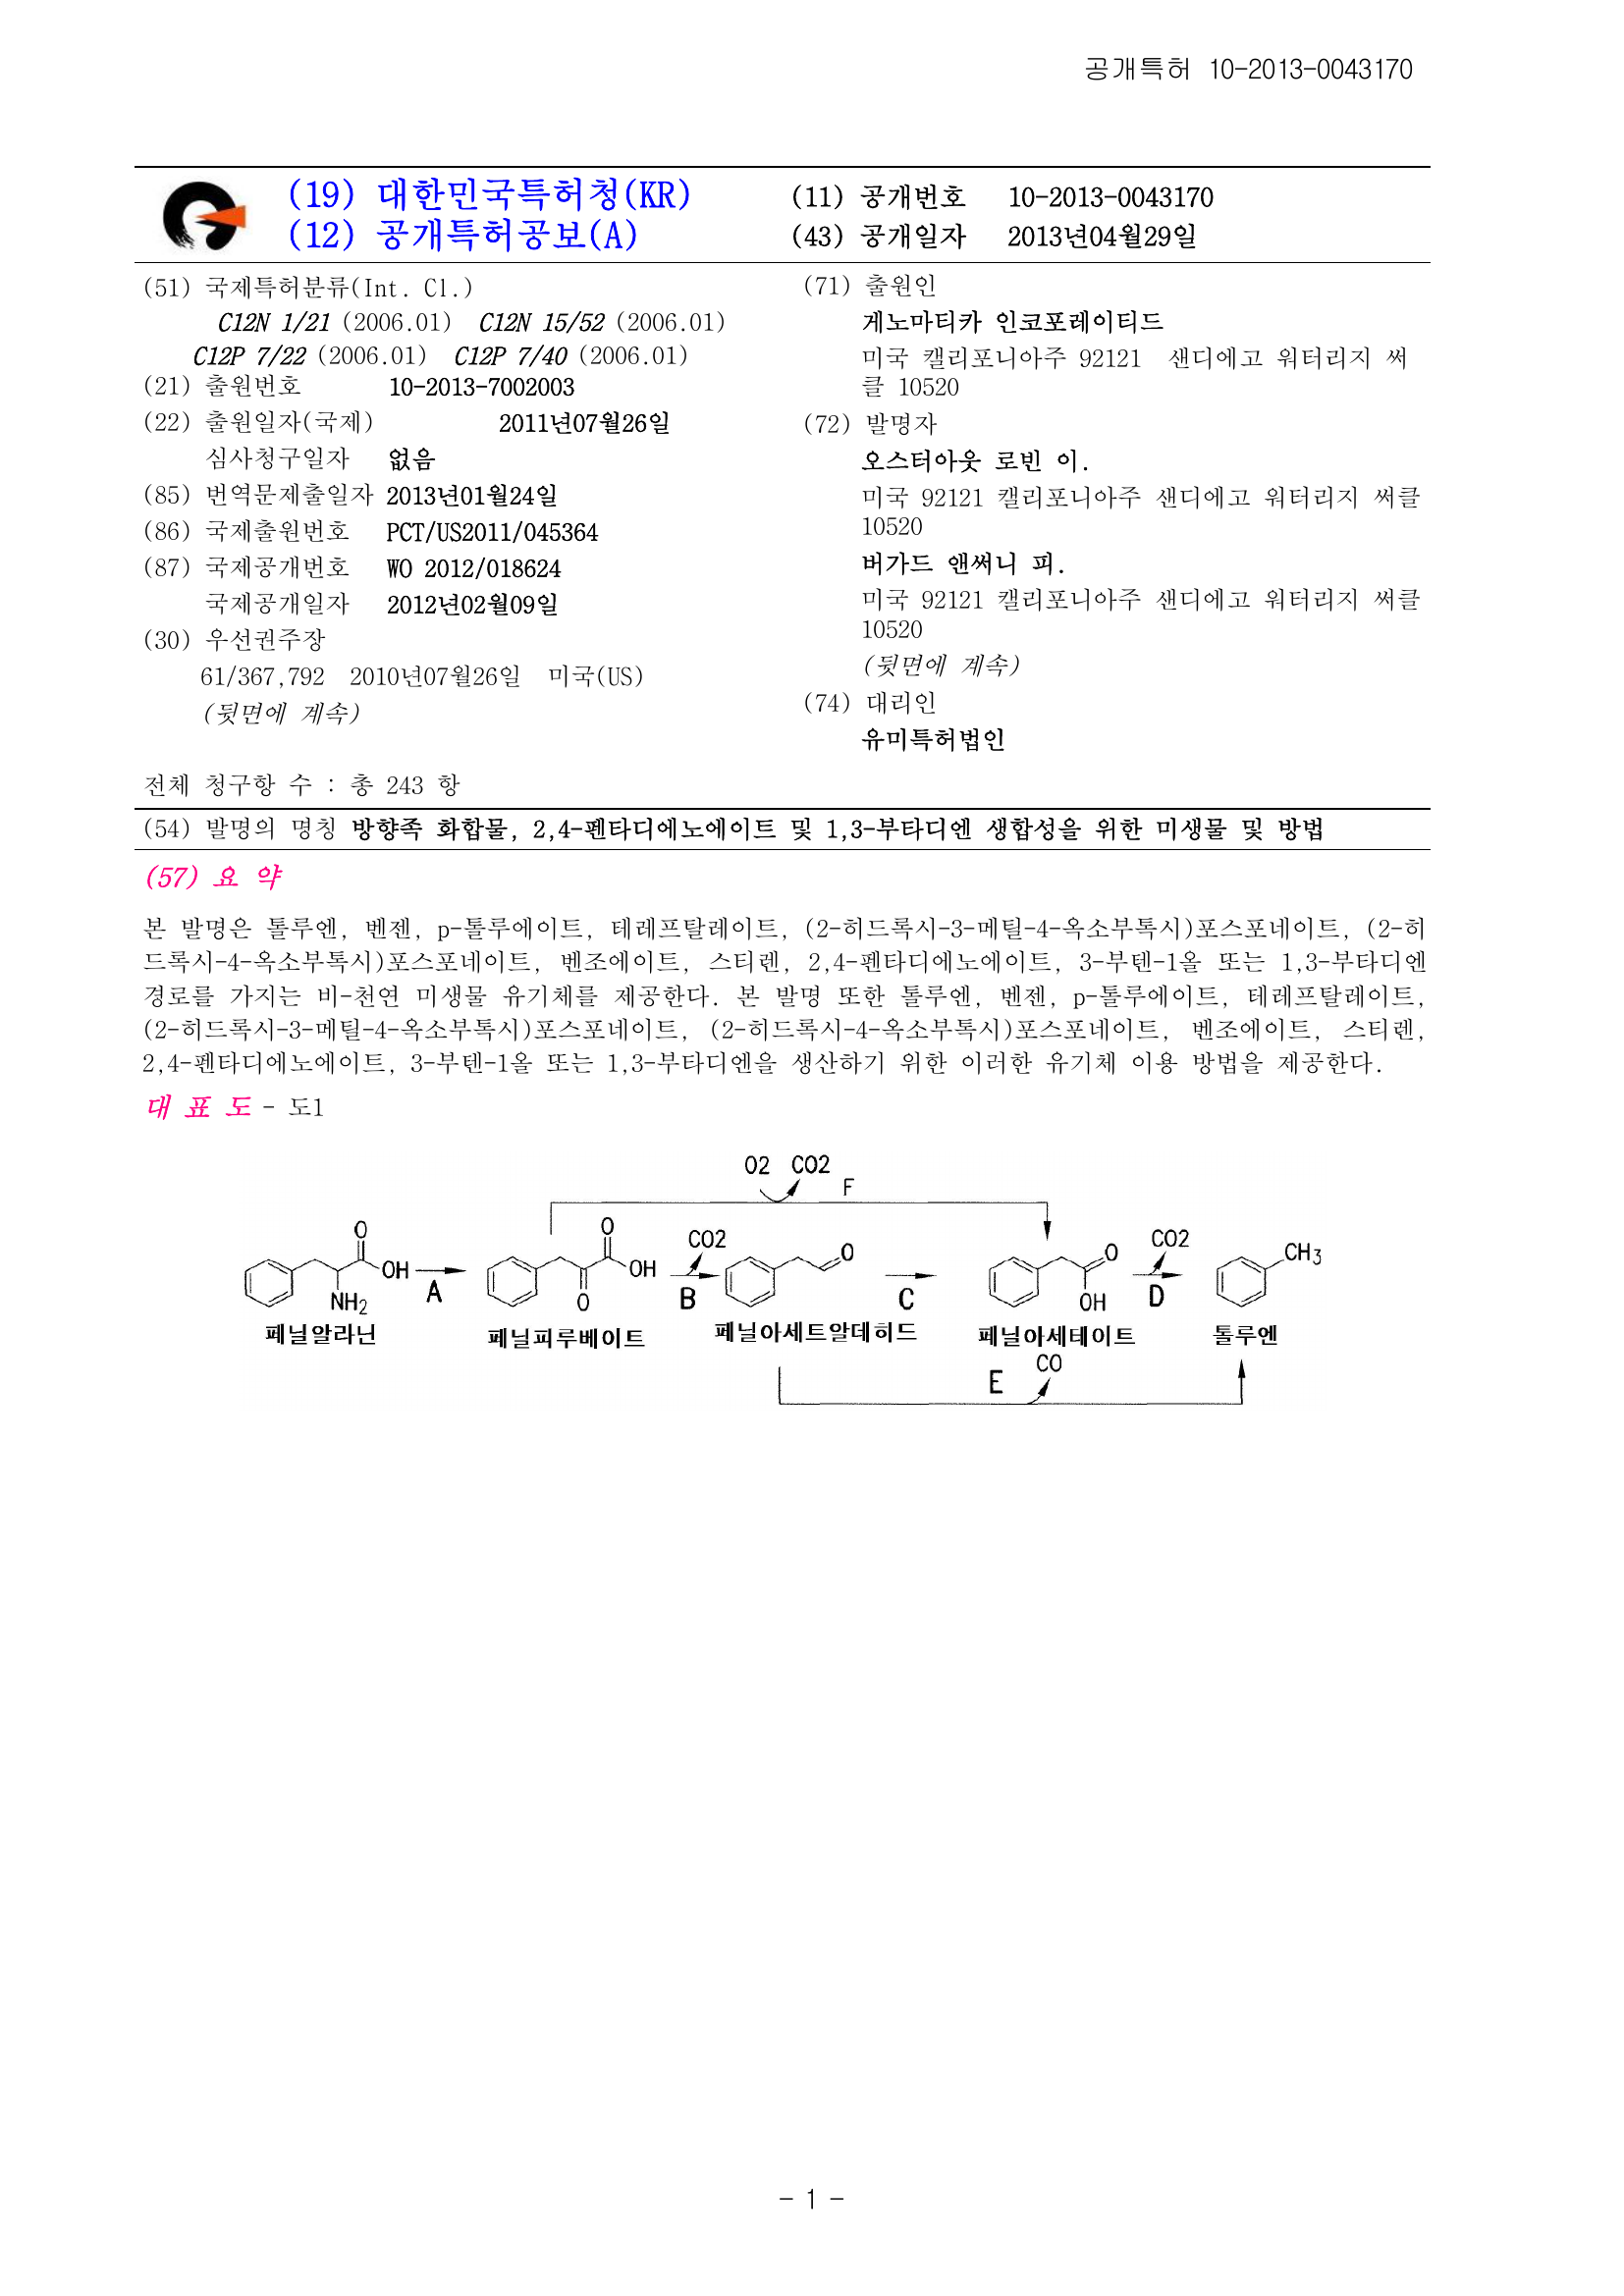 공개특허 10-2013-0043170
(19) 대한민국특허청(KR)
(12) 공개특허공보(A)
(11) 공개번호 10-2013-0043170
(43) 공개일자 2013년04월29일
(51) 국제특허분류(Int. Cl.)
C12N 1/21 (2006.01) C12N 15/52 (2006.01)
C12P 7/22 (2006.01) C12P 7/40 (2006.01)
(21) 출원번호 10-2013-7002003
(22) 출원일자(국제) 2011년07월26일
심사청구일자 없음
(85) 번역문제출일자 2013년01월24일
(86) 국제출원번호 PCT/US2011/045364
(87) 국제공개번호 WO 2012/018624
국제공개일자 2012년02월09일
(30) 우선권주장
61/367,792 2010년07월26일 미국(US)
(뒷면에 계속)
(71) 출원인
게노마티카 인코포레이티드
미국 캘리포니아주 92121 샌디에고 워터리지 써
클 10520
(72) 발명자
오스터아웃 로빈 이.
미국 92121 캘리포니아주 샌디에고 워터리지 써클
10520
버가드 앤써니 피.
미국 92121 캘리포니아주 샌디에고 워터리지 써클
10520
(뒷면에 계속)
(74) 대리인
유미특허법인
전체 청구항 수 : 총 243 항
(54) 발명의 명칭 방향족 화합물, 2,4-펜타디에노에이트 및 1,3-부타디엔 생합성을 위한 미생물 및 방법
(57) 요 약
본 발명은 톨루엔, 벤젠, p-톨루에이트, 테레프탈레이트, (2-히드록시-3-메틸-4-옥소부톡시)포스포네이트, (2-히
드록시-4-옥소부톡시)포스포네이트, 벤조에이트, 스티렌, 2,4-펜타디에노에이트, 3-부텐-1올 또는 1,3-부타디엔
경로를 가지는 비-천연 미생물 유기체를 제공한다. 본 발명 또한 톨루엔, 벤젠, p-톨루에이트, 테레프탈레이트,
(2-히드록시-3-메틸-4-옥소부톡시)포스포네이트, (2-히드록시-4-옥소부톡시)포스포네이트, 벤조에이트, 스티렌,
2,4-펜타디에노에이트, 3-부텐-1올 또는 1,3-부타디엔을 생산하기 위한 이러한 유기체 이용 방법을 제공한다.
대 표 도 - 도1
O2 CO2
F
O O CO2 O O CO2 CH3
OH A OH B C D
NH2 O OH
페닐알라닌 페닐피루베이트 페닐아세트알데히드 페닐아세테이트 톨루엔
CO
E
- 1 -